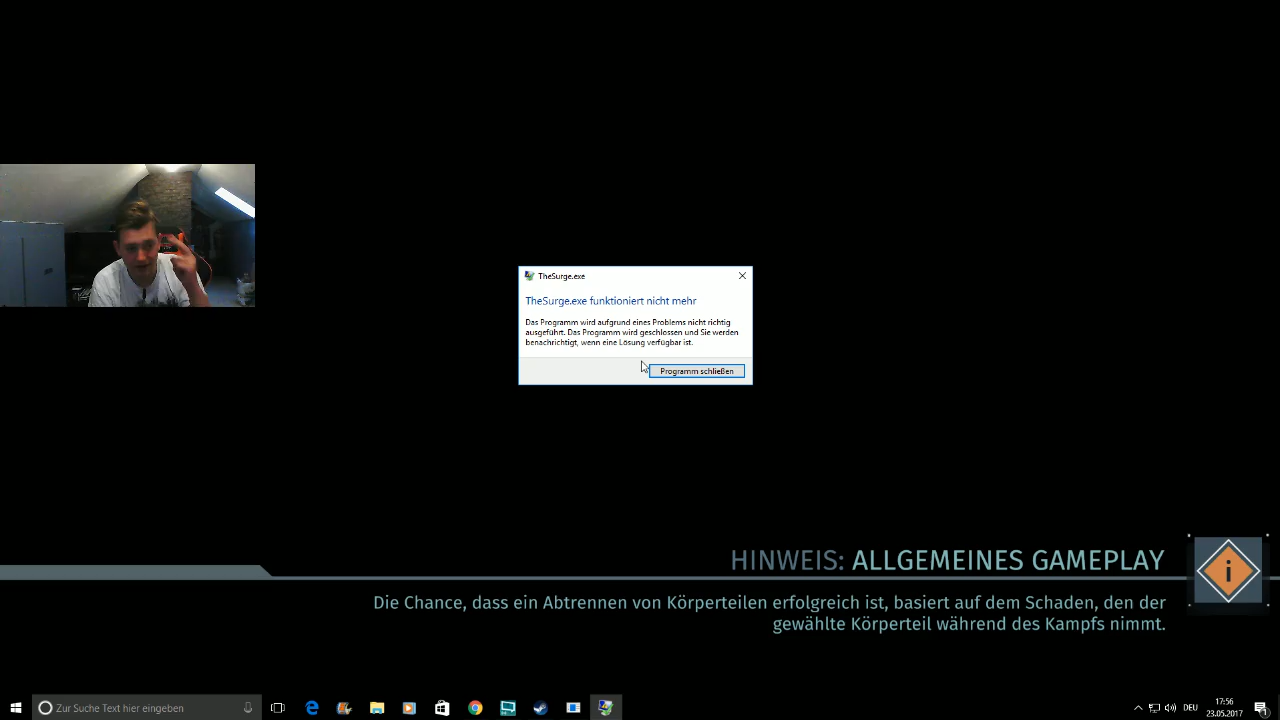 TheSurge.exe
TheSurge.exe funktioniert nicht mehr
Das Programm wird aufgrund eines Problems nicht richtig
ausgeführt. Das Programm wird geschlossen und Sie werden
benachrichtigt, wenn eine Lösung verfügbar ist.
Programm schließen
HINWEIS: ALLGEMEINES GAMEPLAY
Die Chance, dass ein Abtrennen von Körperteilen erfolgreich ist, basiert auf dem Schaden, den der
gewählte Körperteil während des Kampfs nimmt.
Zur Suche Text hier eingeben
DEU
17:56
23.05.2017